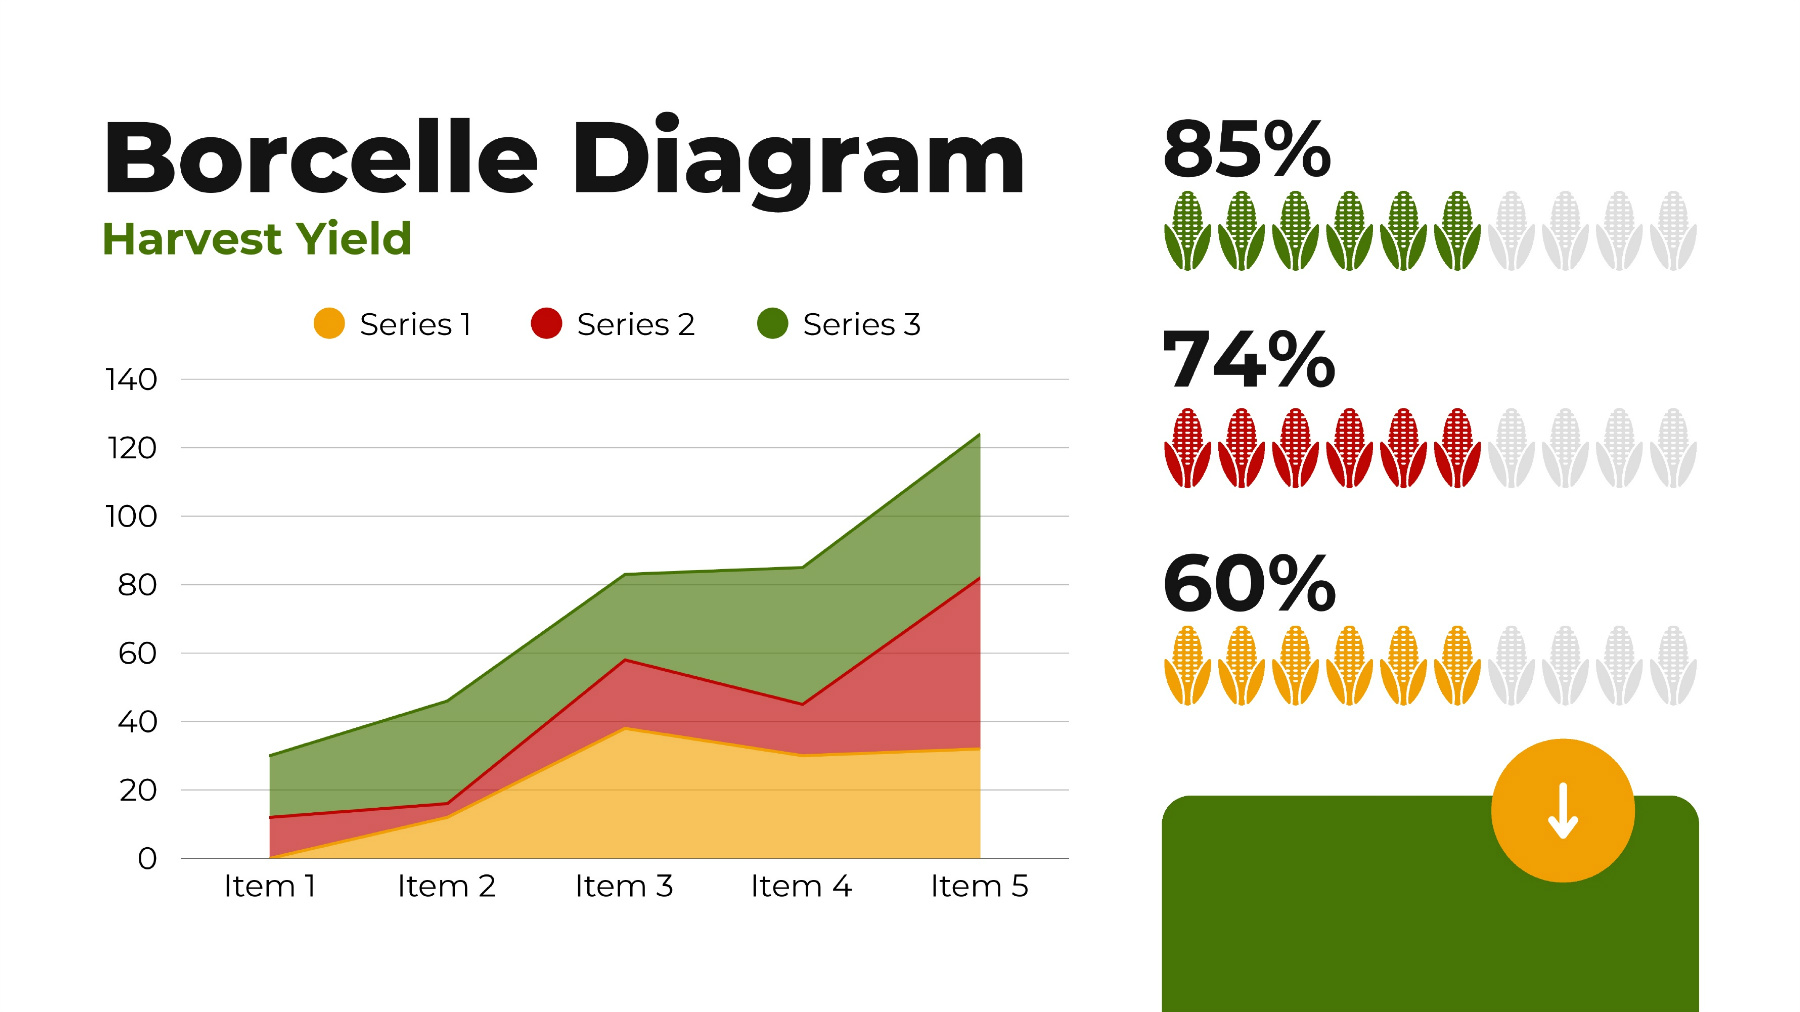 Borcelle Diagram
Harvest Yield
Series 1
Series 2
Series 3
140
120
100
80
60
40
20
0
Item 1
Item 2
Item 3
Item 4
Item 5
85%
74%
60%